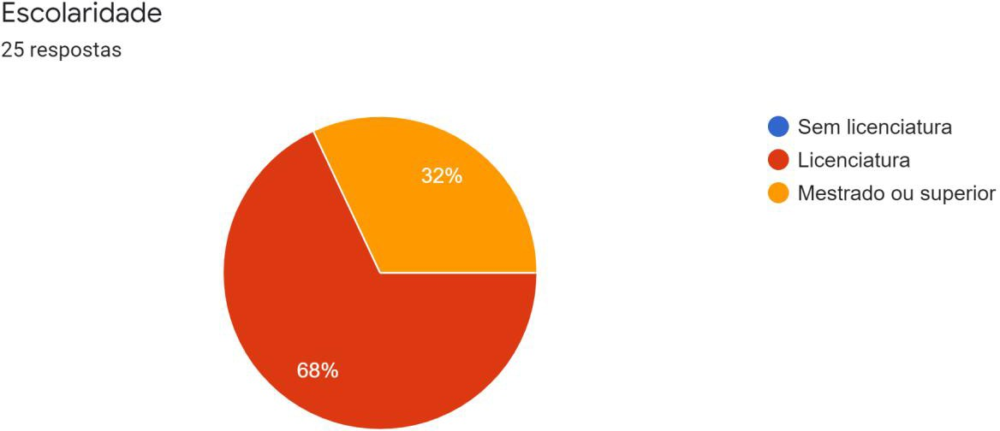 Escolaridade
25 respostas
Sem licenciatura
Licenciatura
Mestrado ou superior
32%
68%